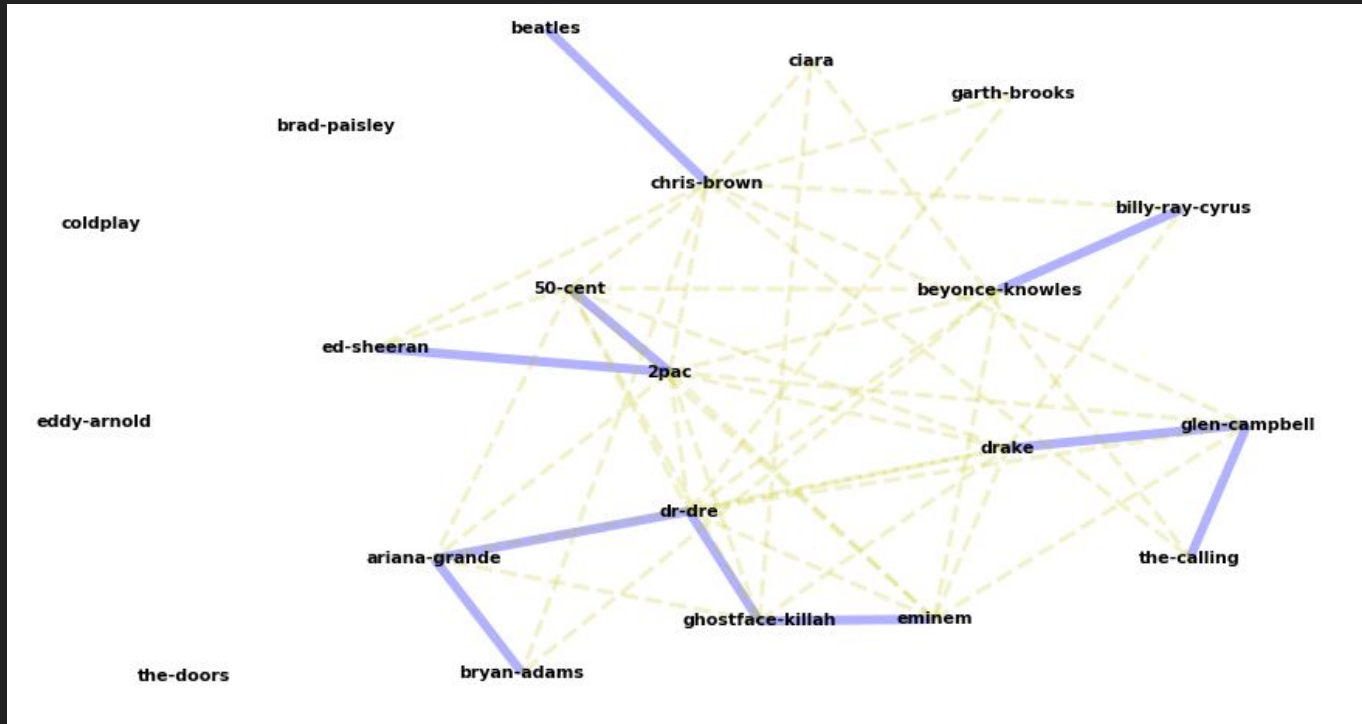 beatles
ciara
garth-brooks
brad-paisley
chris-brown
billy-ray-cyrus
coldplay
50-cent
beyonce-knowles
ed-sheeran
2pac
eddy-arnold
glen-campbell
drake
dr-dre
ariana-grande
the-calling
ghostface-killah
eminem
the-doors
bryan-adams